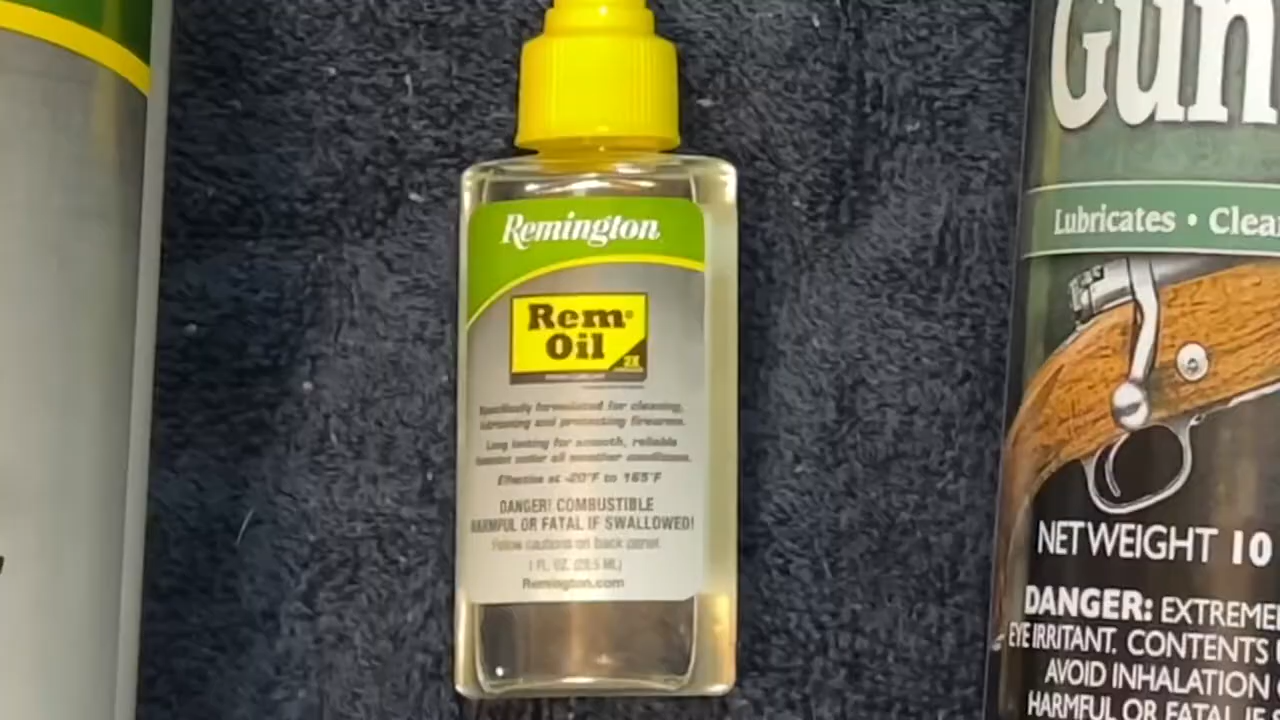 Remington
Rem®
Oil
2X
Specifically formulated for cleaning,
lubricating and protecting firearms.
Long lasting for smooth, reliable
function under all weather conditions.
Effective at -20°F to 165°F
DANGER! COMBUSTIBLE
HARMFUL OR FATAL IF SWALLOWED!
Follow cautions on back panel.
1 FL. OZ. (29.5 ML)
Remington.com
Gun
Lubricates • Clea
NET WEIGHT 10
DANGER: EXTREME
EYE IRRITANT. CONTENTS U
AVOID INHALATION
HARMFUL OR FATAL IF S